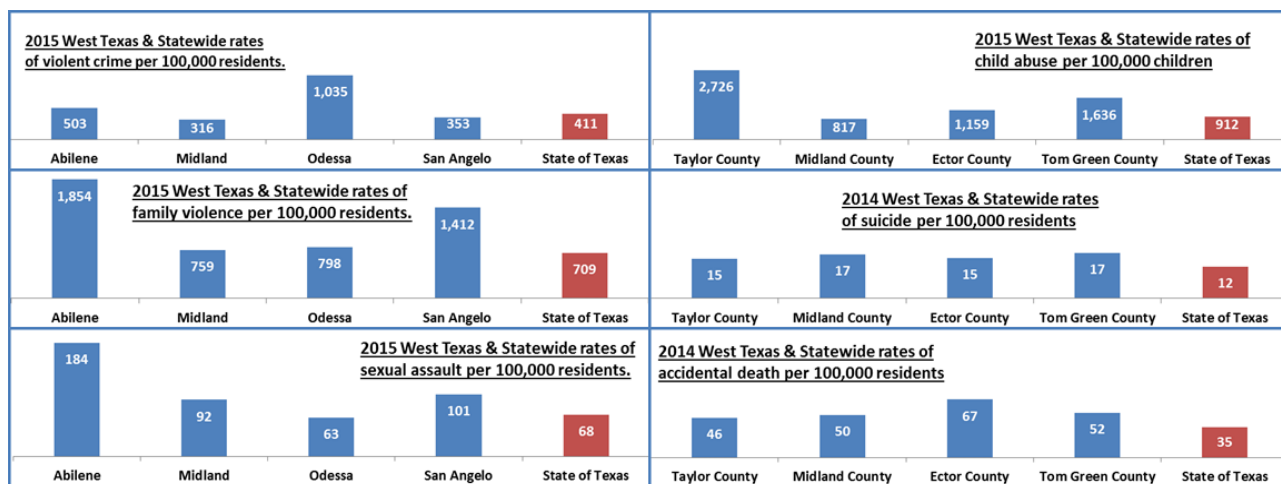 2015 West Texas & Statewide rates
of violent crime per 100,000 residents.
503
316
1,035
353
411
Abilene
Midland
Odessa
San Angelo
State of Texas
2015 West Texas & Statewide rates of
child abuse per 100,000 children
2,726
817
1,159
1,636
912
Taylor County
Midland County
Ector County
Tom Green County
State of Texas
2015 West Texas & Statewide rates of
family violence per 100,000 residents.
1,854
759
798
1,412
709
Abilene
Midland
Odessa
San Angelo
State of Texas
2014 West Texas & Statewide rates
of suicide per 100,000 residents
15
17
15
17
12
Taylor County
Midland County
Ector County
Tom Green County
State of Texas
2015 West Texas & Statewide rates of
sexual assault per 100,000 residents.
184
92
63
101
68
Abilene
Midland
Odessa
San Angelo
State of Texas
2014 West Texas & Statewide rates of
accidental death per 100,000 residents
46
50
67
52
35
Taylor County
Midland County
Ector County
Tom Green County
State of Texas